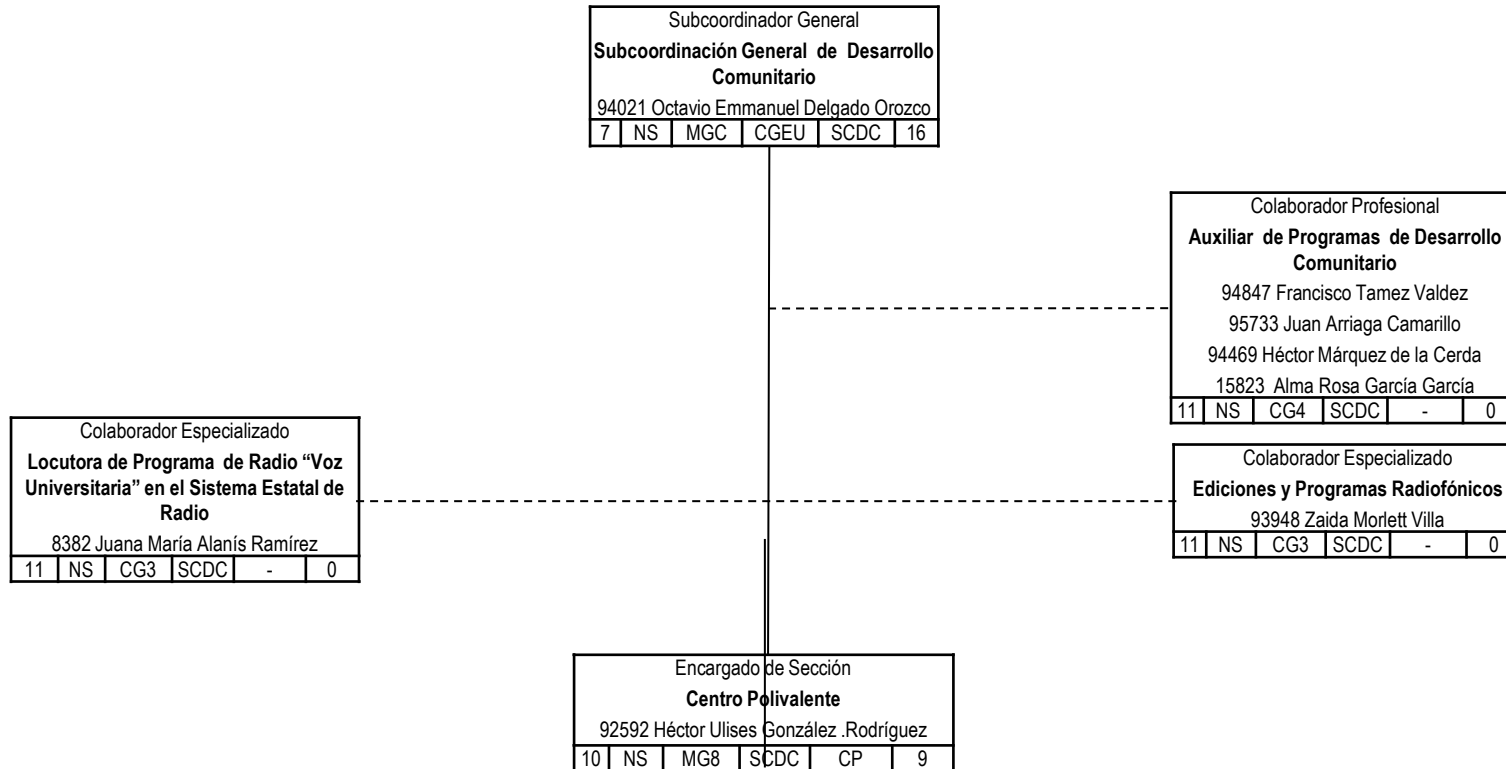 Subcoordinador General
Subcoordinación General de Desarrollo
Comunitario
94021 Octavio Emmanuel Delgado Orozco
7 NS MGC CGEU SCDC 16
Colaborador Profesional
Auxiliar de Programas de Desarrollo
Comunitario
94847 Francisco Tamez Valdez
95733 Juan Arriaga Camarillo
94469 Héctor Márquez de la Cerda
15823 Alma Rosa García García
11 NS CG4 SCDC - 0
Colaborador Especializado
Locutora de Programa de Radio “Voz
Universitaria” en el Sistema Estatal de
Radio
8382 Juana María Alanís Ramírez
11 NS CG3 SCDC - 0
Colaborador Especializado
Ediciones y Programas Radiofónicos
93948 Zaida Morlett Villa
11 NS CG3 SCDC - 0
Encargado de Sección
Centro Polivalente
92592 Héctor Ulises González .Rodríguez
10 NS MG8 SCDC CP 9